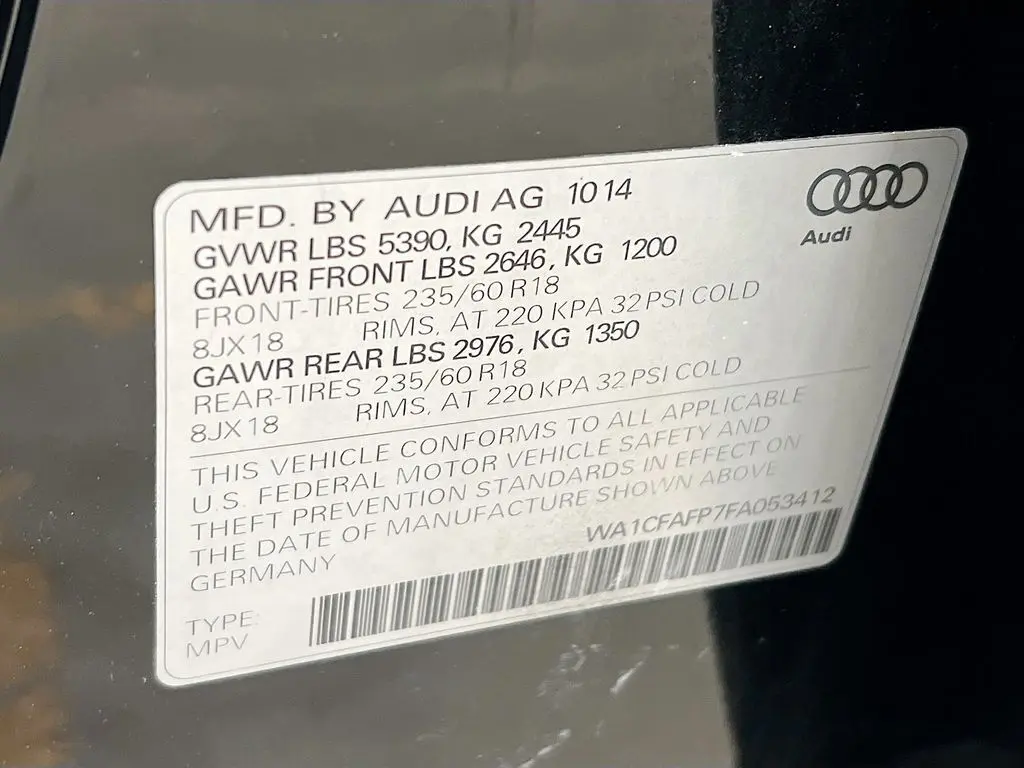 MFD. BY AUDI AG 10 14
GVWR LBS 5390, KG 2445
GAWR FRONT LBS 2646, KG 1200
FRONT-TIRES 235/60 R18
8JX18 RIMS, AT 220 KPA 32 PSI COLD
GAWR REAR LBS 2976, KG 1350
REAR-TIRES 235/60 R18
8JX18 RIMS, AT 220 KPA 32 PSI COLD
THIS VEHICLE CONFORMS TO ALL APPLICABLE
U.S. FEDERAL MOTOR VEHICLE SAFETY AND
THEFT PREVENTION STANDARDS IN EFFECT ON
THE DATE OF MANUFACTURE SHOWN ABOVE
GERMANY WA1CFAFP7FA053412
TYPE:
MPV
Audi